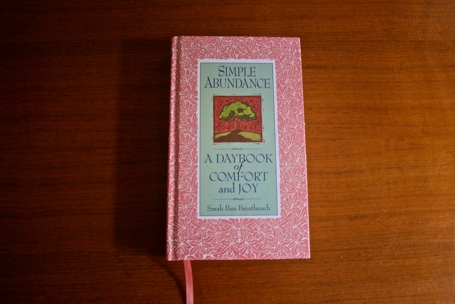 SIMPLE
ABUNDANCE
A DAYBOOK
of
COMFORT
and JOY
Sarah Ban Breathnach